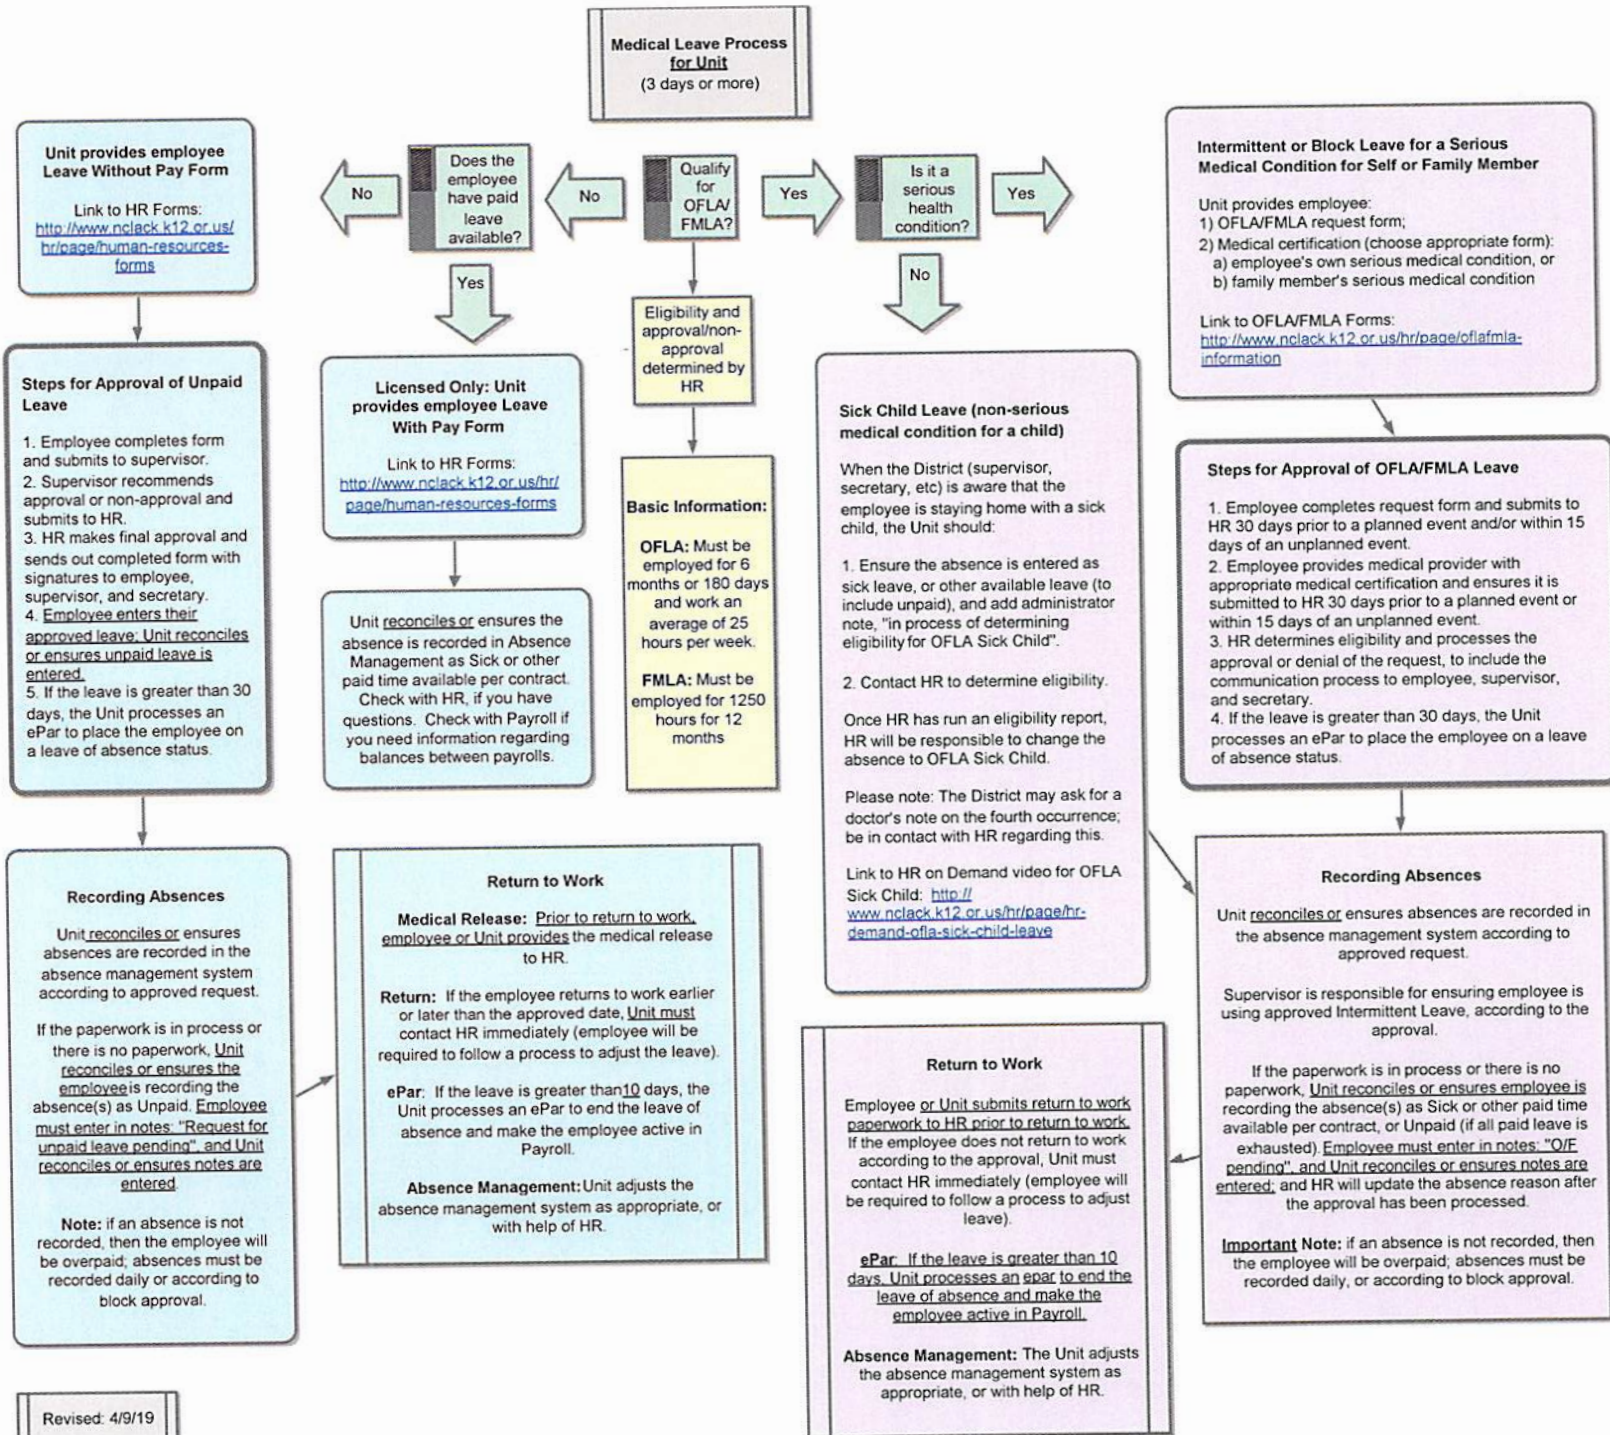 Medical Leave Process
for Unit
(3 days or more)
Unit provides employee
Leave Without Pay Form
Link to HR Forms:
http://www.nclack.k12.or.us/
hr/page/human-resources-
forms
No
Does the
employee
have paid
leave
available?
No
Qualify
for
OFLA/
FMLA?
Yes
Is it a
serious
health
condition?
Yes
Yes
No
Intermittent or Block Leave for a Serious
Medical Condition for Self or Family Member
Unit provides employee:
1) OFLA/FMLA request form;
2) Medical certification (choose appropriate form):
a) employee's own serious medical condition, or
b) family member's serious medical condition
Link to OFLA/FMLA Forms:
http://www.nclack.k12.or.us/hr/page/oflafmla-
information
Eligibility and
approval/non-
approval
determined by
HR
Steps for Approval of Unpaid
Leave
1. Employee completes form
and submits to supervisor.
2. Supervisor recommends
approval or non-approval and
submits to HR.
3. HR makes final approval and
sends out completed form with
signatures to employee,
supervisor, and secretary.
4. Employee enters their
approved leave; Unit reconciles
or ensures unpaid leave is
entered.
5. If the leave is greater than 30
days, the Unit processes an
ePar to place the employee on
a leave of absence status.
Licensed Only: Unit
provides employee Leave
With Pay Form
Link to HR Forms:
http://www.nclack.k12.or.us/hr/
page/human-resources-forms
Unit reconciles or ensures the
absence is recorded in Absence
Management as Sick or other
paid time available per contract.
Check with HR, if you have
questions. Check with Payroll if
you need information regarding
balances between payrolls.
Basic Information:
OFLA: Must be
employed for 6
months or 180 days
and work an
average of 25
hours per week.
FMLA: Must be
employed for 1250
hours for 12
months
Sick Child Leave (non-serious
medical condition for a child)
When the District (supervisor,
secretary, etc) is aware that the
employee is staying home with a sick
child, the Unit should:
1. Ensure the absence is entered as
sick leave, or other available leave (to
include unpaid), and add administrator
note, "in process of determining
eligibility for OFLA Sick Child".
2. Contact HR to determine eligibility.
Once HR has run an eligibility report,
HR will be responsible to change the
absence to OFLA Sick Child.
Please note: The District may ask for a
doctor's note on the fourth occurrence;
be in contact with HR regarding this.
Link to HR on Demand video for OFLA
Sick Child: http://
www.nclack.k12.or.us/hr/page/hr-
demand-ofla-sick-child-leave
Steps for Approval of OFLA/FMLA Leave
1. Employee completes request form and submits to
HR 30 days prior to a planned event and/or within 15
days of an unplanned event.
2. Employee provides medical provider with
appropriate medical certification and ensures it is
submitted to HR 30 days prior to a planned event or
within 15 days of an unplanned event.
3. HR determines eligibility and processes the
approval or denial of the request, to include the
communication process to employee, supervisor,
and secretary.
4. If the leave is greater than 30 days, the Unit
processes an ePar to place the employee on a leave
of absence status.
Recording Absences
Unit reconciles or ensures
absences are recorded in the
absence management system
according to approved request.
If the paperwork is in process or
there is no paperwork, Unit
reconciles or ensures the
employee is recording the
absence(s) as Unpaid. Employee
must enter in notes: "Request for
unpaid leave pending", and Unit
reconciles or ensures notes are
entered.
Note: if an absence is not
recorded, then the employee will
be overpaid; absences must be
recorded daily or according to
block approval.
Return to Work
Medical Release: Prior to return to work,
employee or Unit provides the medical release
to HR.
Return: If the employee returns to work earlier
or later than the approved date, Unit must
contact HR immediately (employee will be
required to follow a process to adjust the leave).
ePar: If the leave is greater than 10 days, the
Unit processes an ePar to end the leave of
absence and make the employee active in
Payroll.
Absence Management: Unit adjusts the
absence management system as appropriate, or
with help of HR.
Return to Work
Employee or Unit submits return to work
paperwork to HR prior to return to work.
If the employee does not return to work
according to the approval, Unit must
contact HR immediately (employee will
be required to follow a process to adjust
leave).
ePar: If the leave is greater than 10
days, Unit processes an epar to end the
leave of absence and make the
employee active in Payroll.
Absence Management: The Unit adjusts
the absence management system as
appropriate, or with help of HR.
Recording Absences
Unit reconciles or ensures absences are recorded in
the absence management system according to
approved request.
Supervisor is responsible for ensuring employee is
using approved Intermittent Leave, according to the
approval.
If the paperwork is in process or there is no
paperwork, Unit reconciles or ensures employee is
recording the absence(s) as Sick or other paid time
available per contract, or Unpaid (if all paid leave is
exhausted). Employee must enter in notes: "O/F
pending", and Unit reconciles or ensures notes are
entered; and HR will update the absence reason after
the approval has been processed.
Important Note: if an absence is not recorded, then
the employee will be overpaid; absences must be
recorded daily, or according to block approval.
Revised: 4/9/19